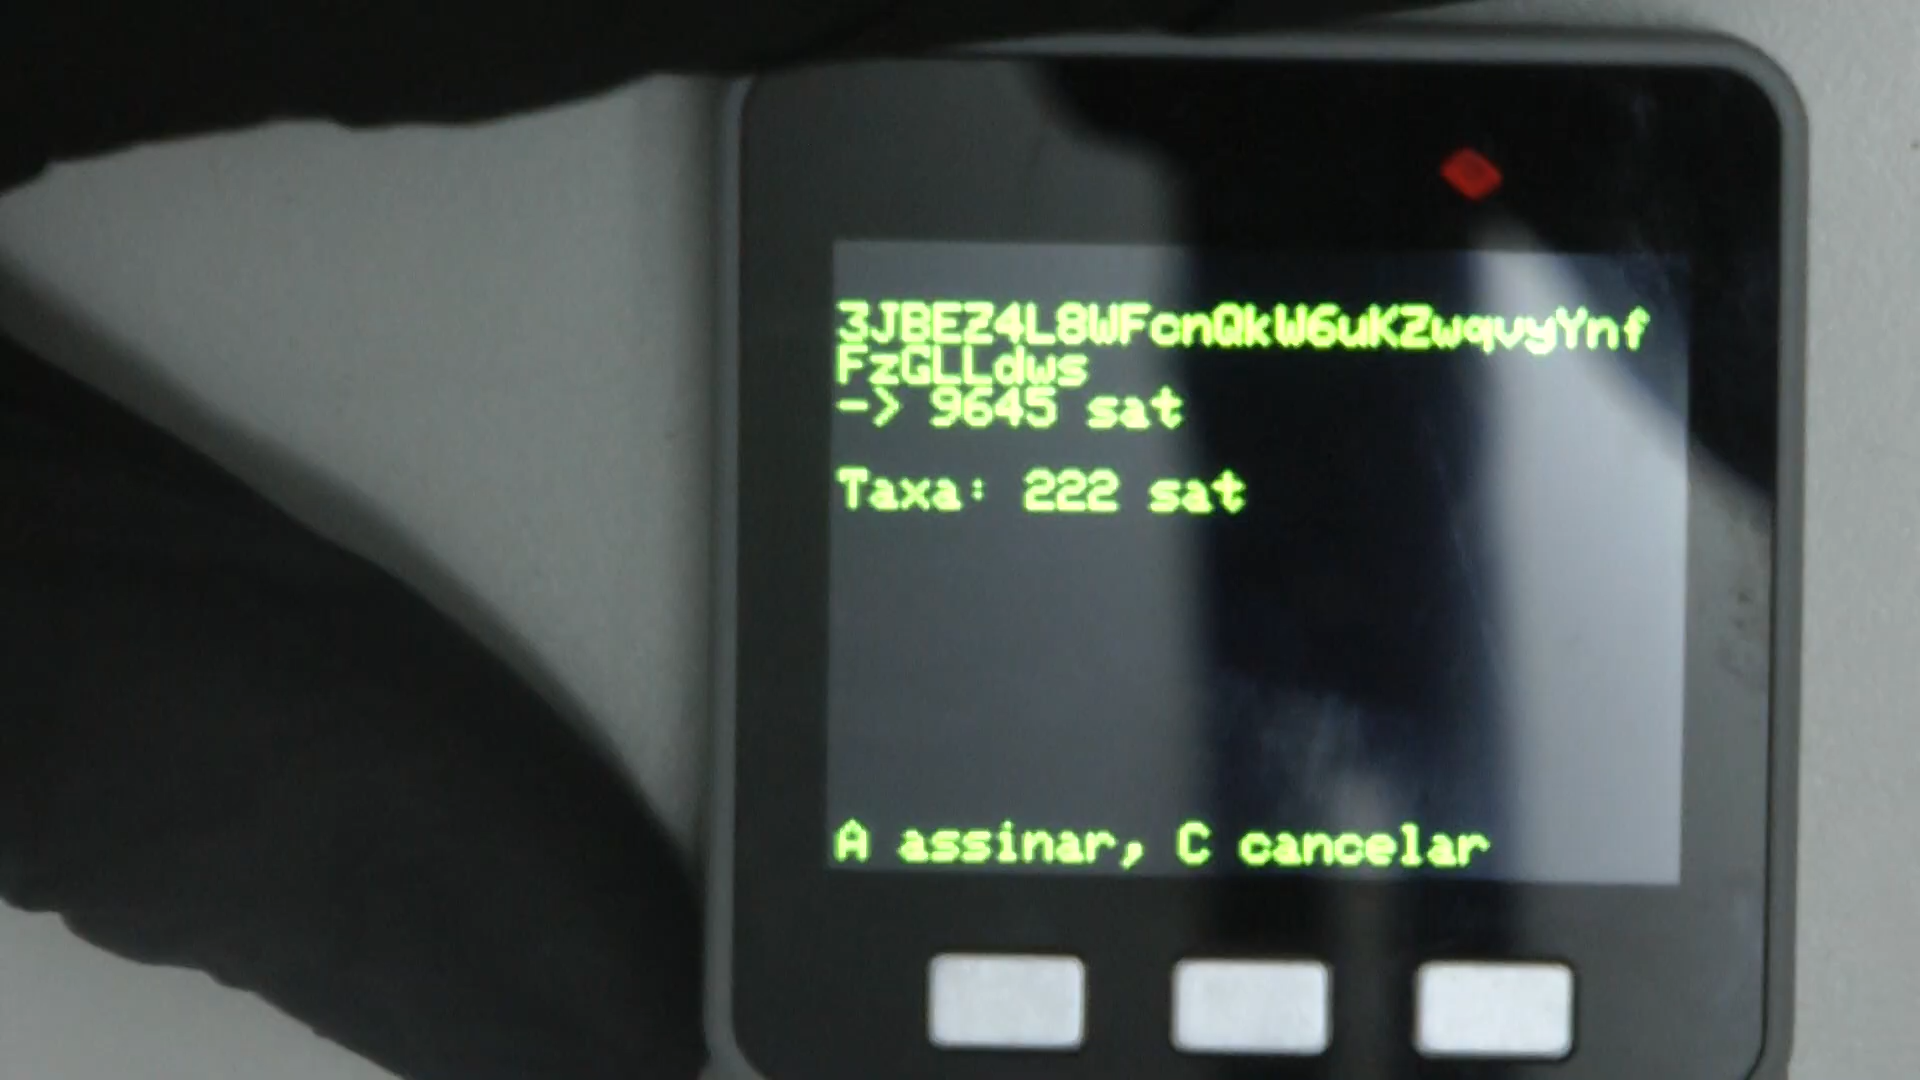 3JBEZ4L8WFcnQkW6uKZwqvyYnf
FzGLLdws
-> 9645 sat
Taxa: 222 sat
A assinar, C cancelar